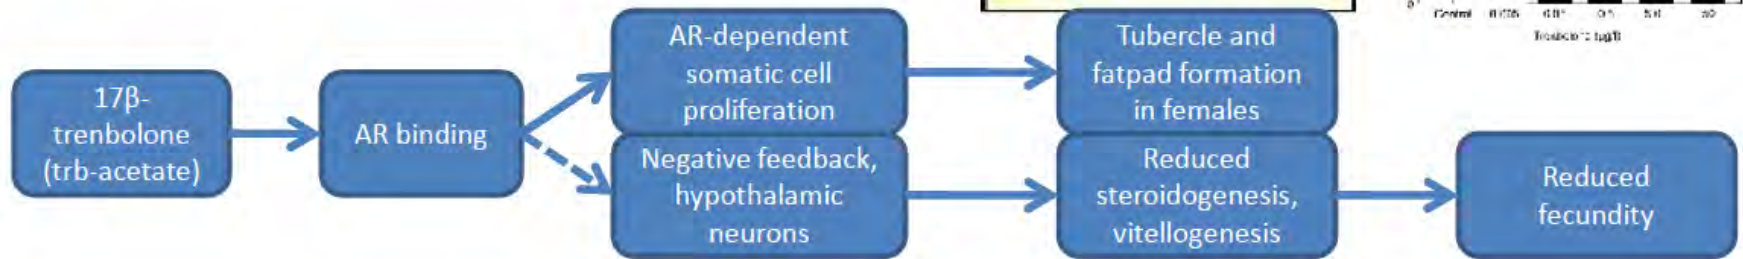 17β-
trenbolone
(trb-acetate)
AR binding
AR-dependent
somatic cell
proliferation
Tubercle and
fatpad formation
in females
Negative feedback,
hypothalamic
neurons
Reduced
steroidogenesis,
vitellogenesis
Reduced
fecundity
Control